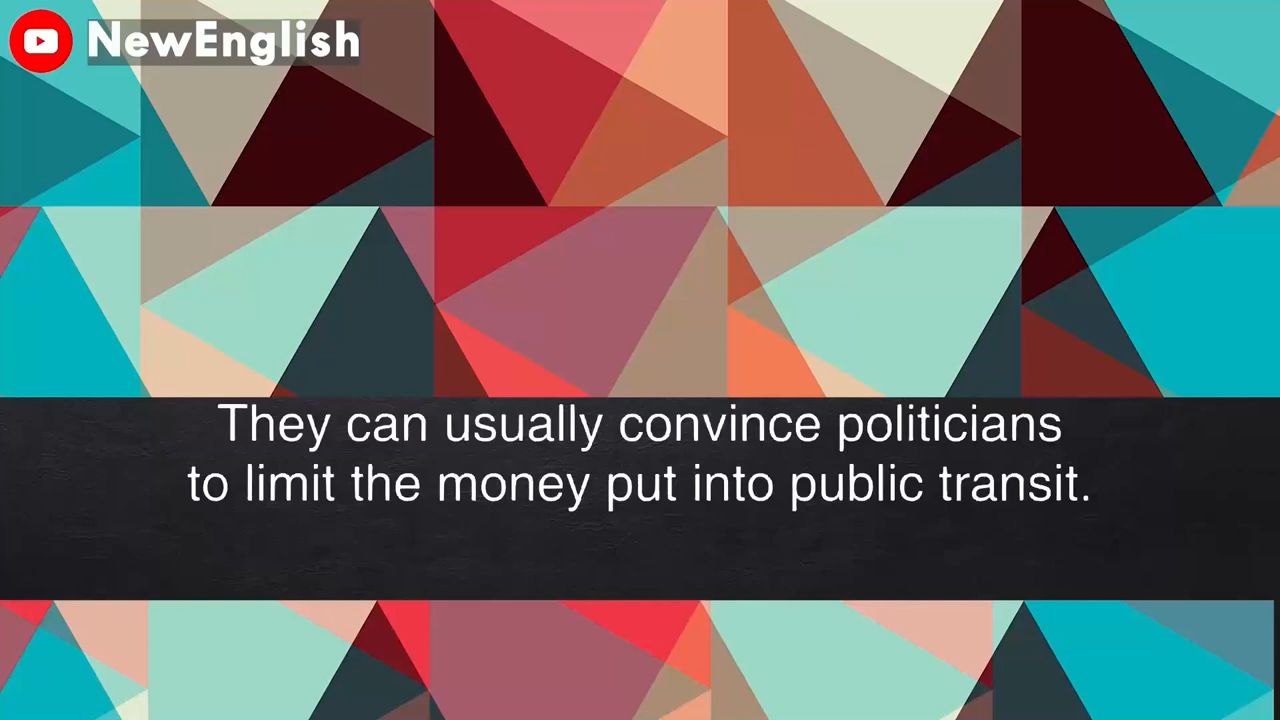 NewEnglish
They can usually convince politicians
to limit the money put into public transit.